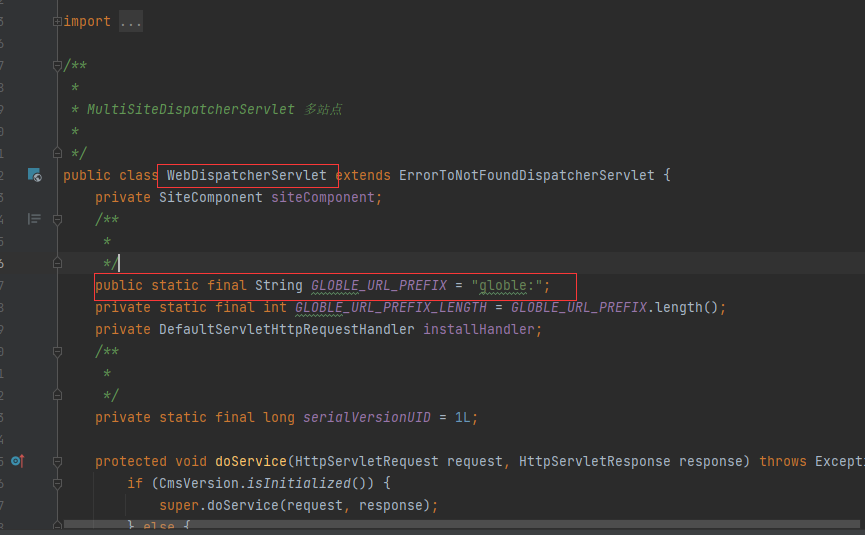 import ...
/**
*
* MultiSiteDispatcherServlet 多站点
*
*/
public class WebDispatcherServlet extends ErrorToNotFoundDispatcherServlet {
private SiteComponent siteComponent;
/**
*
*/
public static final String GLOBLE_URL_PREFIX = "globle:";
private static final int GLOBLE_URL_PREFIX_LENGTH = GLOBLE_URL_PREFIX.length();
private DefaultServletHttpRequestHandler installHandler;
/**
*
*/
private static final long serialVersionUID = 1L;
protected void doService(HttpServletRequest request, HttpServletResponse response) throws Excepti
if (CmsVersion.isInitialized()) {
super.doService(request, response);
} else {